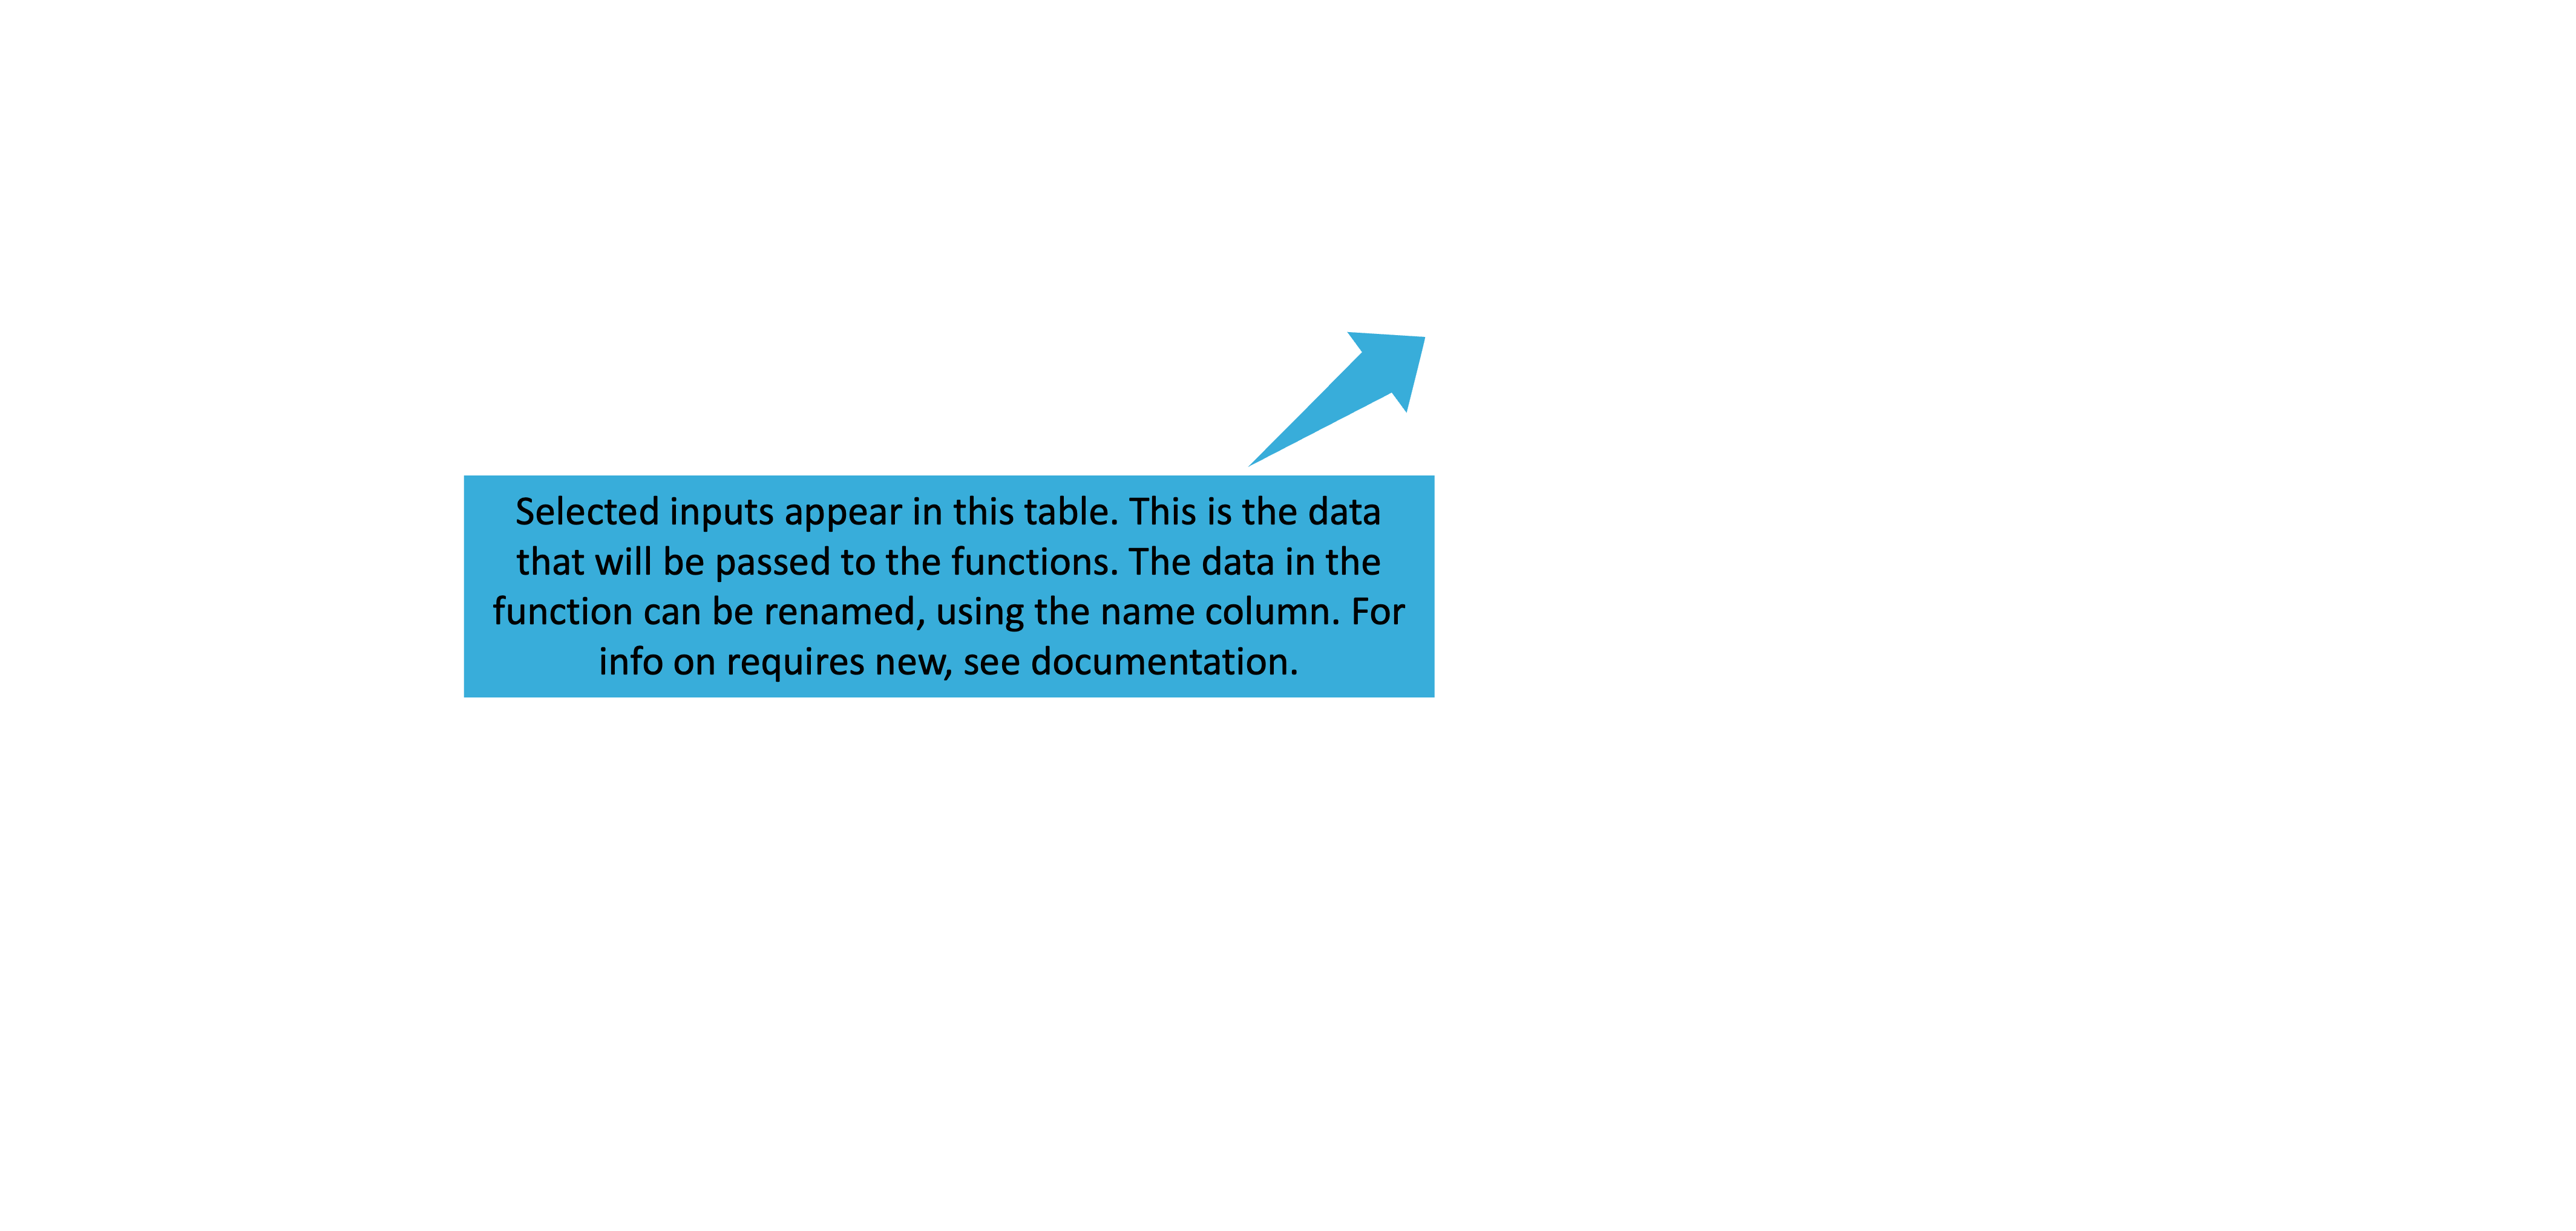 Selected inputs appear in this table. This is the data
that will be passed to the functions. The data in the
function can be renamed, using the name column. For
info on requires new, see documentation.